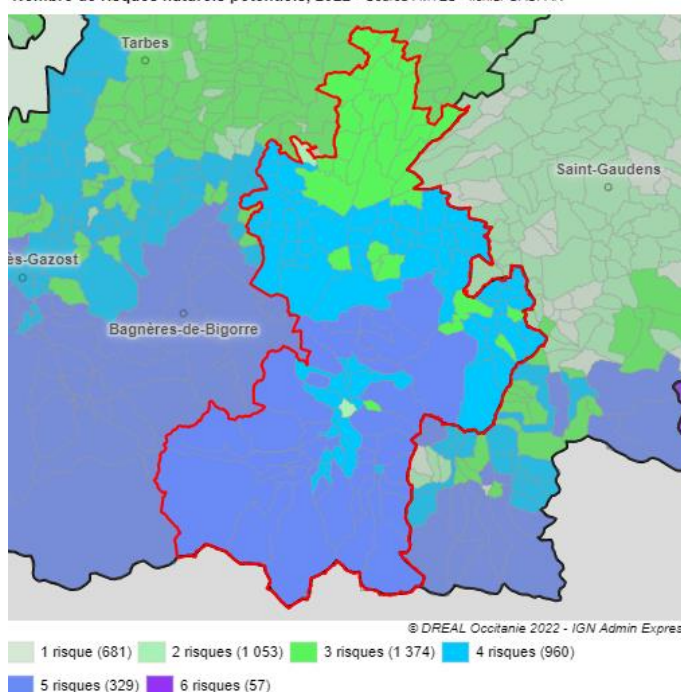 Tarbes
Saint-Gaudens
ès-Gazost
Bagnères-de-Bigorre
© DREAL Occitanie 2022 - IGN Admin Expres
1 risque (681) 2 risques (1 053) 3 risques (1 374) 4 risques (960)
5 risques (329) 6 risques (57)